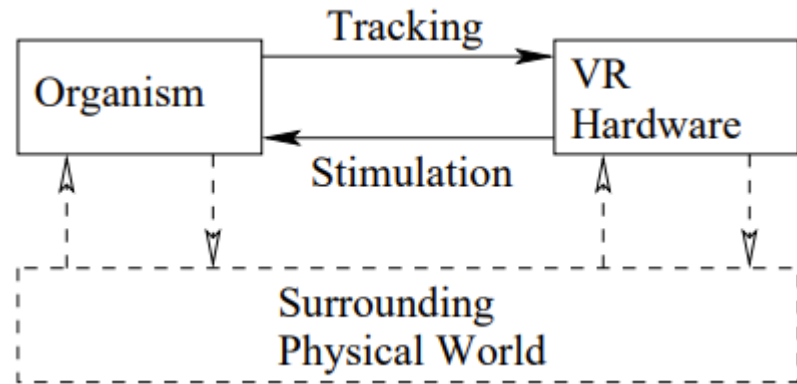 Tracking
Organism
VR
Hardware
Stimulation
Surrounding
Physical World